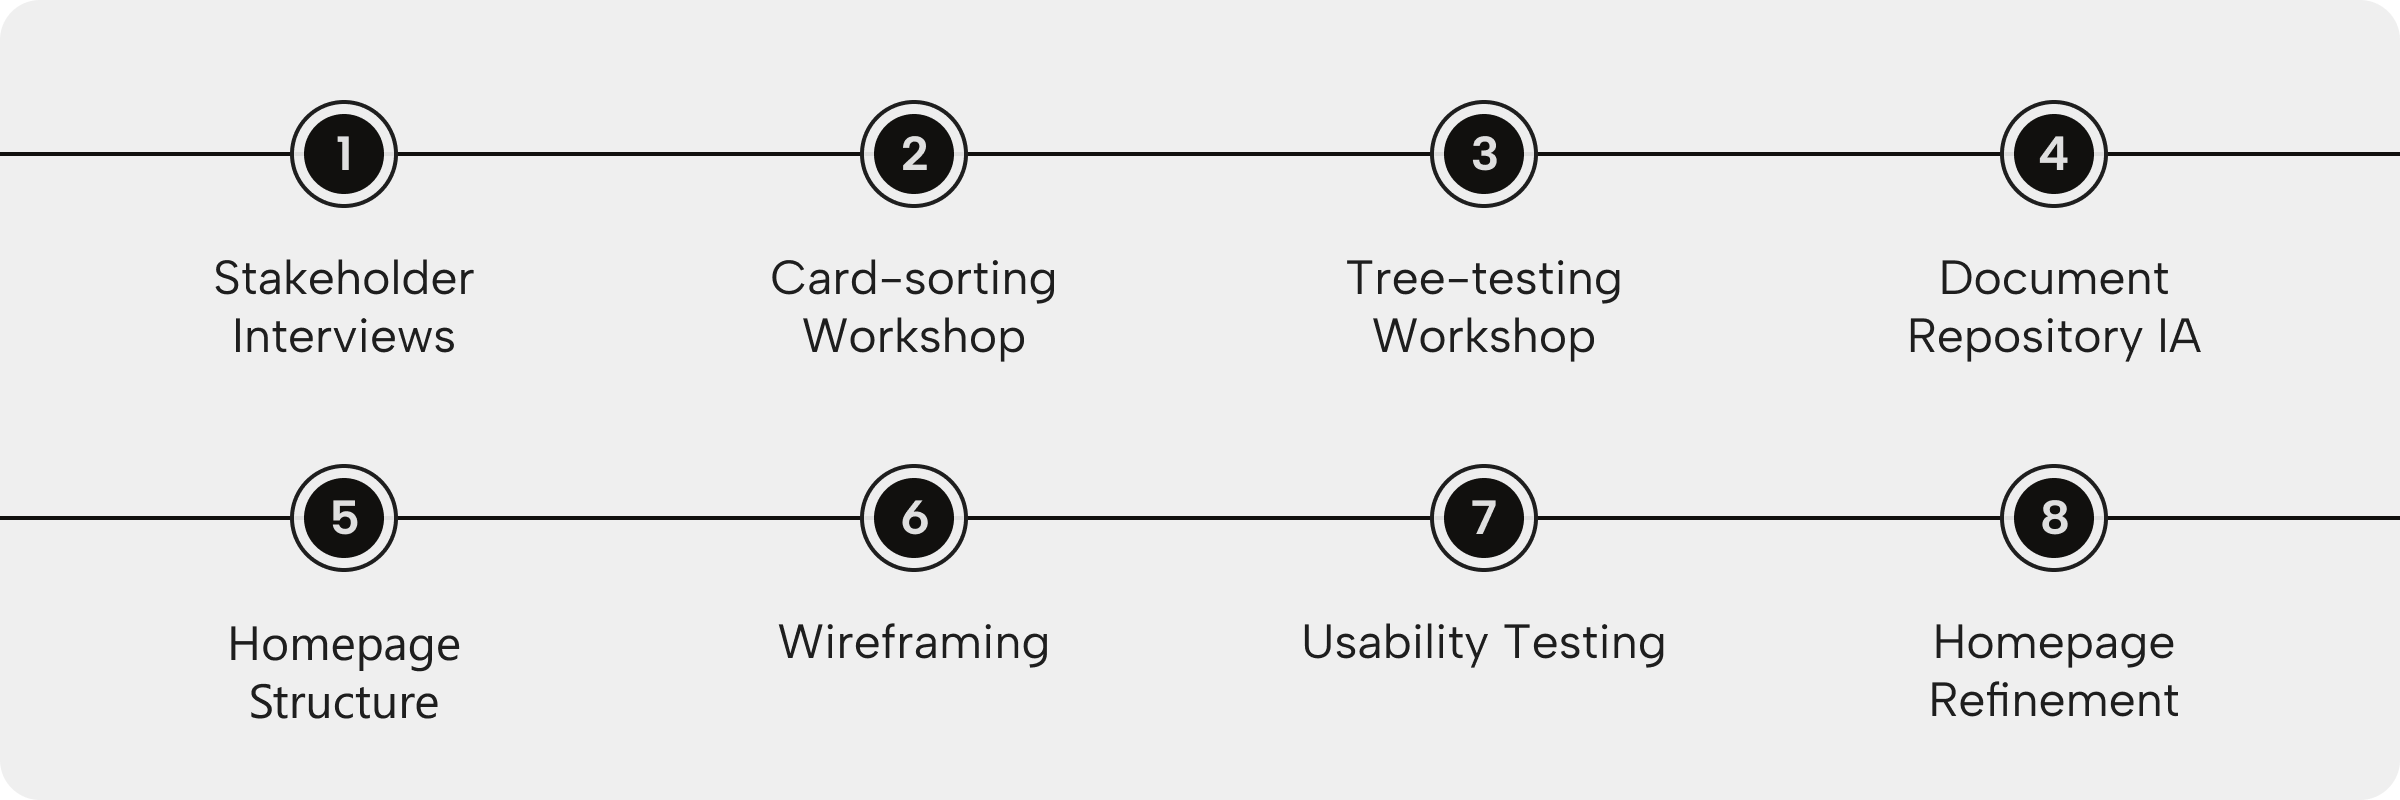 1
2
3
4
Stakeholder
Interviews
Card-sorting
Workshop
Tree-testing
Workshop
Document
Repository IA
5
6
7
8
Homepage
Structure
Wireframing
Usability Testing
Homepage
Refinement